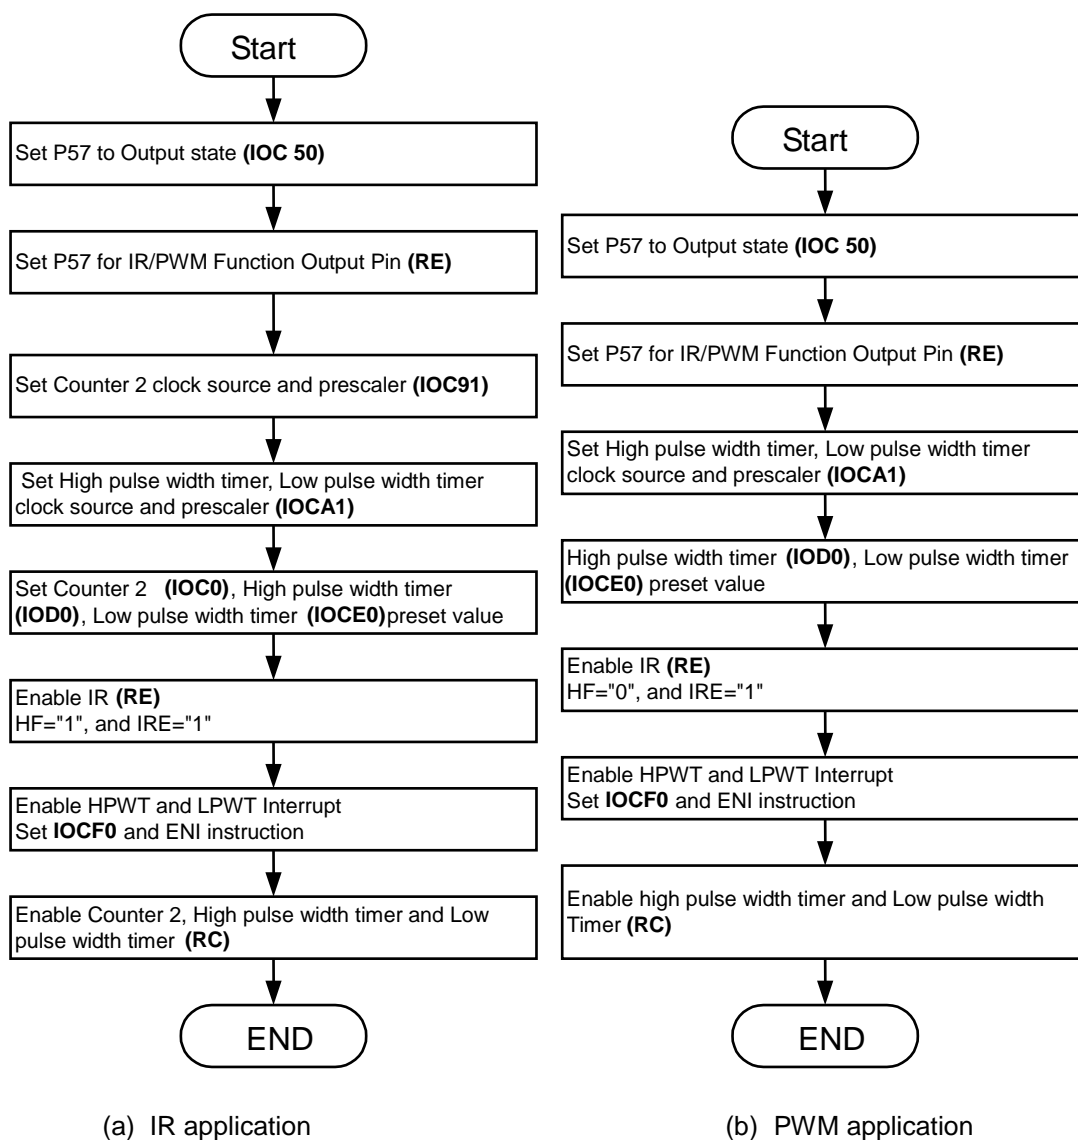 Start
Set P57 to Output state (IOC 50)
Set P57 for IR/PWM Function Output Pin (RE)
Set Counter 2 clock source and prescaler (IOC91)
Set High pulse width timer, Low pulse width timer
clock source and prescaler (IOCA1)
Set Counter 2 (IOC0), High pulse width timer
(IOD0), Low pulse width timer (IOCE0)preset value
Enable IR (RE)
HF="1", and IRE="1"
Enable HPWT and LPWT Interrupt
Set IOCF0 and ENI instruction
Enable Counter 2, High pulse width timer and Low
pulse width timer (RC)
END
(a) IR application
Start
Set P57 to Output state (IOC 50)
Set P57 for IR/PWM Function Output Pin (RE)
Set High pulse width timer, Low pulse width timer
clock source and prescaler (IOCA1)
High pulse width timer (IOD0), Low pulse width timer
(IOCE0) preset value
Enable IR (RE)
HF="0", and IRE="1"
Enable HPWT and LPWT Interrupt
Set IOCF0 and ENI instruction
Enable high pulse width timer and Low pulse width
Timer (RC)
END
(b) PWM application